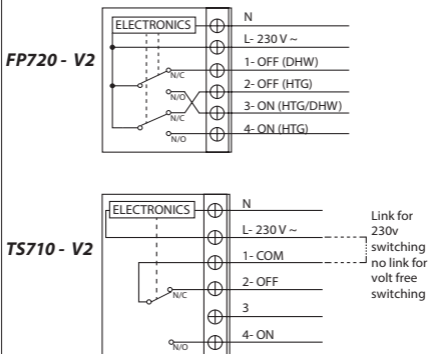 FP720 - V2
ELECTRONICS
N
L- 230 V ~
N/C
1- OFF (DHW)
N/O
2- OFF (HTG)
N/C
3- ON (HTG/DHW)
N/O
4- ON (HTG)
TS710 - V2
ELECTRONICS
N
L- 230 V ~
1- COM
N/C
2- OFF
3
N/O
4- ON
Link for
230v
switching
no link for
volt free
switching